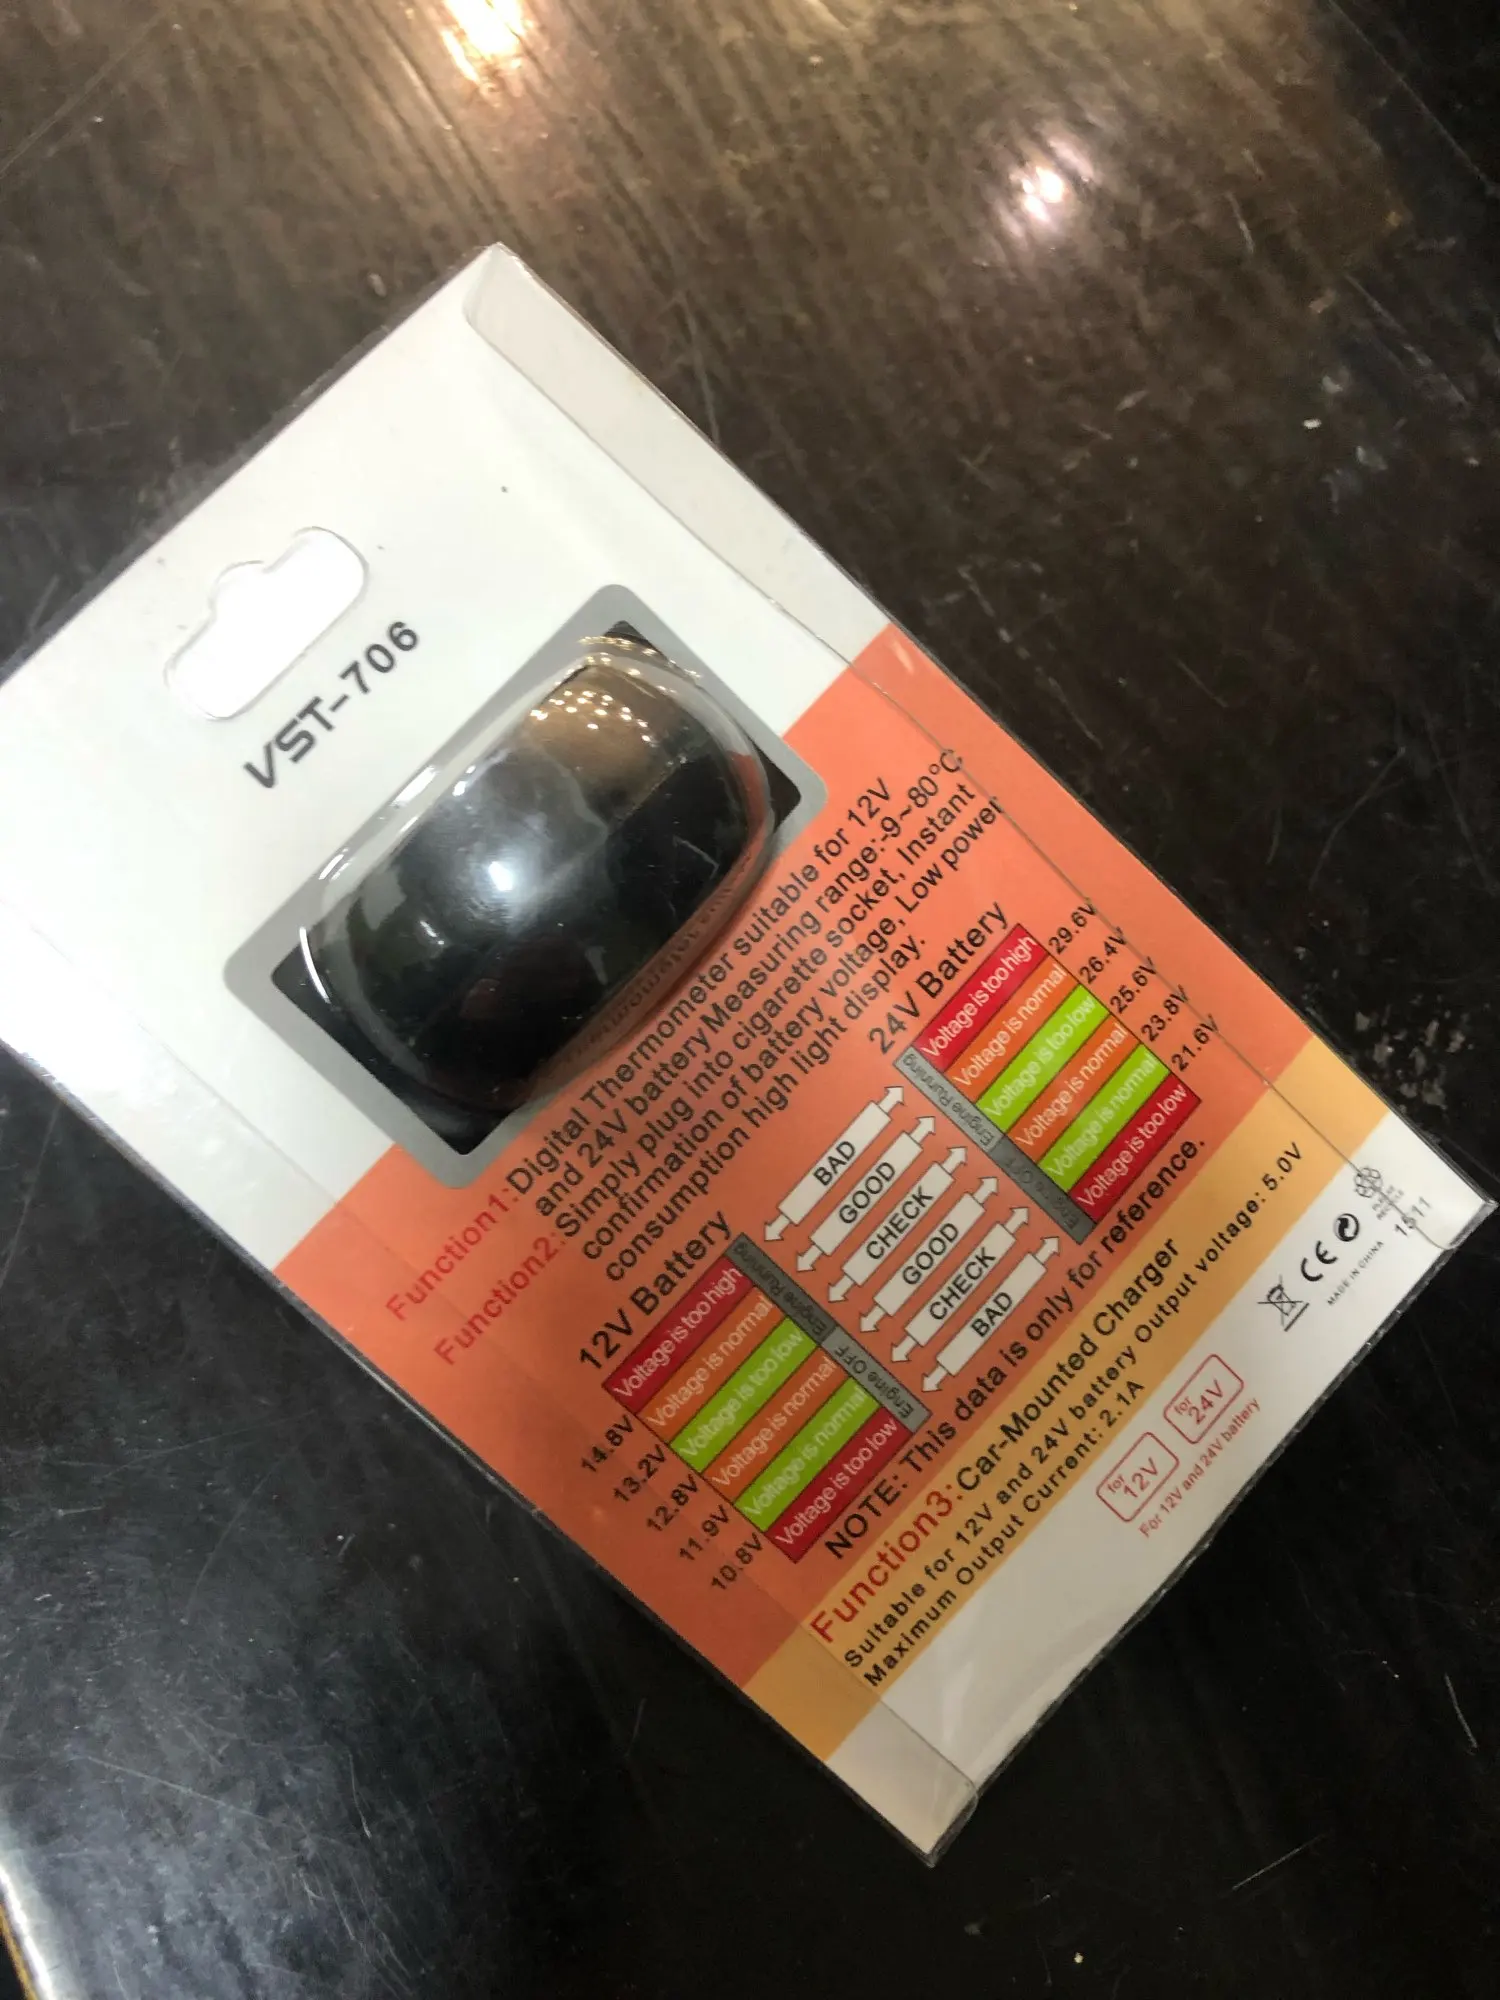 VST-706
Function1: Digital Thermometer suitable for 12V
and 24V battery Measuring range:-9~80°C
Function2: Simply plug into cigarette socket, Instant
confirmation of battery voltage, Low power
consumption high light display.
12V Battery
24V Battery
Voltage is too high
Voltage is normal
Voltage is too low
Voltage is normal
Voltage is normal
Voltage is too low
14.8V
13.2V
12.8V
11.9V
10.8V
Engine Running
Engine OFF
BAD
GOOD
CHECK
GOOD
CHECK
BAD
Engine Running
Engine OFF
Voltage is too high
Voltage is normal
Voltage is too low
Voltage is normal
Voltage is normal
Voltage is too low
29.6V
26.4V
25.6V
23.8V
21.6V
NOTE: This data is only for reference.
Function3: Car-Mounted Charger
Suitable for 12V and 24V battery Output voltage: 5.0V
Maximum Output Current: 2.1A
for
12V
for
24V
For 12V and 24V battery
CE
MADE IN CHINA
1511